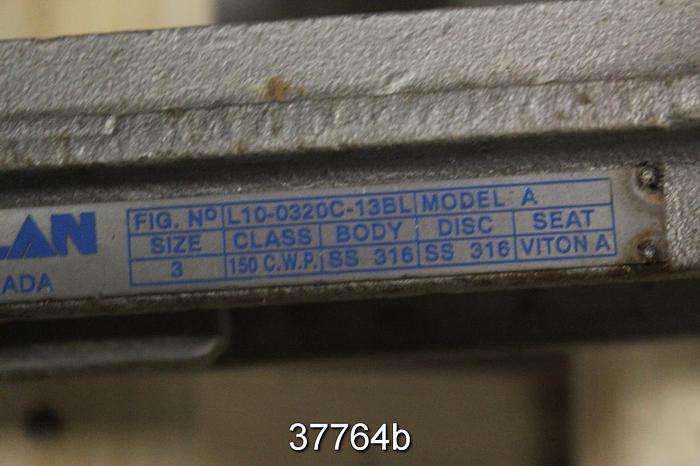 LAN
ADA
FIG. Nº L10-0320C-13BL MODEL A
SIZE CLASS BODY DISC SEAT
3 150 C.W.P. SS 316 SS 316 VITON A
37764b